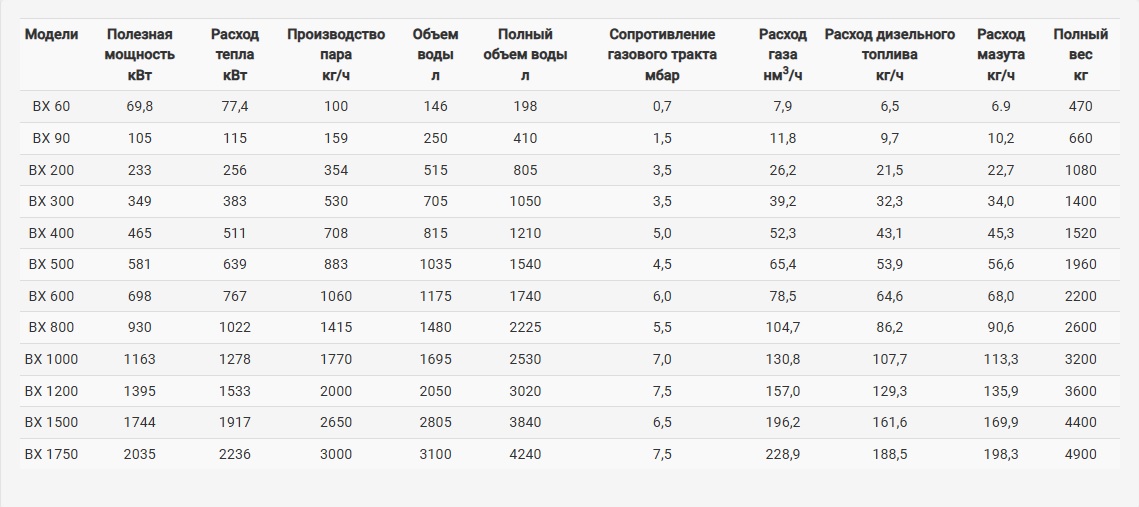 Модели Полезная мощность кВт Расход тепла кВт Производство пара кг/ч Объем воды л Полный объем воды л Сопротивление газового тракта мбар Расход газа нм³/ч Расход дизельного топлива кг/ч Расход мазута кг/ч Полный вес кг
BX 60 69,8 77,4 100 146 198 0,7 7,9 6,5 6.9 470
BX 90 105 115 159 250 410 1,5 11,8 9,7 10,2 660
BX 200 233 256 354 515 805 3,5 26,2 21,5 22,7 1080
BX 300 349 383 530 705 1050 3,5 39,2 32,3 34,0 1400
BX 400 465 511 708 815 1210 5,0 52,3 43,1 45,3 1520
BX 500 581 639 883 1035 1540 4,5 65,4 53,9 56,6 1960
BX 600 698 767 1060 1175 1740 6,0 78,5 64,6 68,0 2200
BX 800 930 1022 1415 1480 2225 5,5 104,7 86,2 90,6 2600
BX 1000 1163 1278 1770 1695 2530 7,0 130,8 107,7 113,3 3200
BX 1200 1395 1533 2000 2050 3020 7,5 157,0 129,3 135,9 3600
BX 1500 1744 1917 2650 2805 3840 6,5 196,2 161,6 169,9 4400
BX 1750 2035 2236 3000 3100 4240 7,5 228,9 188,5 198,3 4900